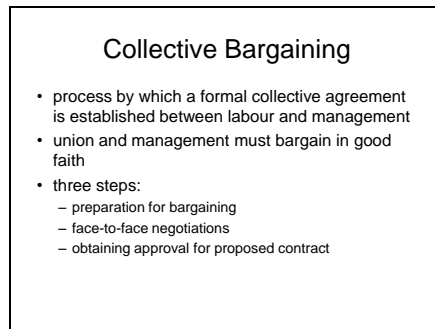 Collective Bargaining
• process by which a formal collective agreement
is established between labour and management
• union and management must bargain in good
faith
• three steps:
– preparation for bargaining
– face-to-face negotiations
– obtaining approval for proposed contract